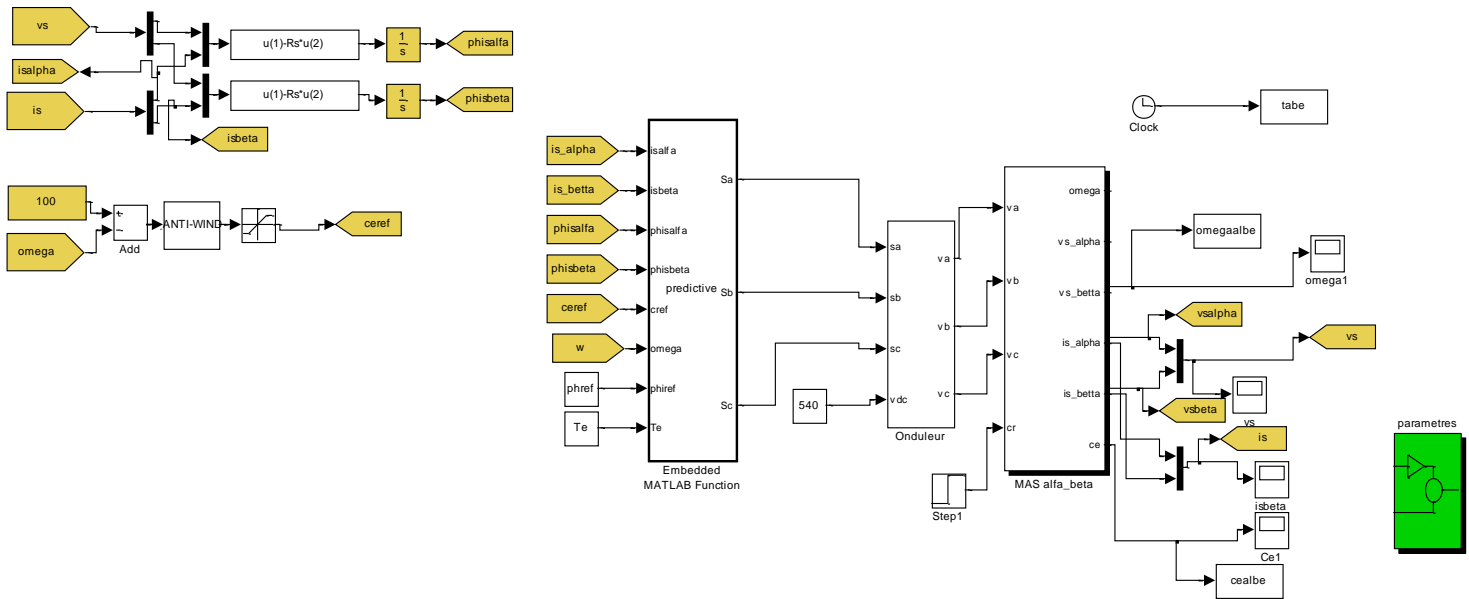 vs
isalpha
is
u(1)-Rs*u(2)
1
s
phisalfa
u(1)-Rs*u(2)
1
s
phisbeta
isbeta
100
omega
Add
ANTI-WIND
ceref
is_alpha
is_betta
phisalfa
phisbeta
ceref
w
phref
Te
isalfa
isbeta
phisalfa
phisbeta
cref
omega
phiref
Te
predictive
Sa
Sb
Sc
Embedded
MATLAB Function
540
sa
sb
sc
vdc
va
vb
vc
Onduleur
Step1
va
vb
vc
cr
omega
vs_alpha
vs_betta
is_alpha
is_betta
ce
MAS alfa_beta
Clock
tabe
omegaalbe
omega1
vsalpha
vs
vsbeta
vs
is
isbeta
Ce1
cealbe
parametres